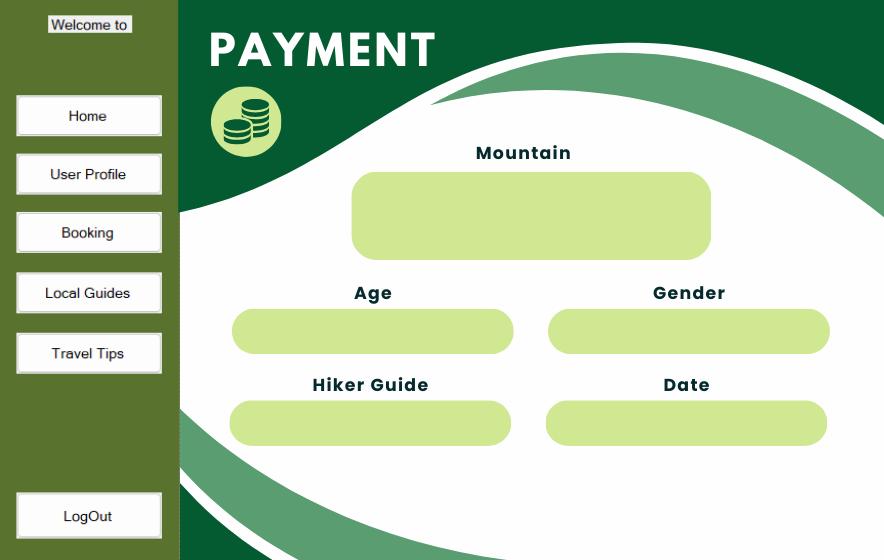 Welcome to
Home
User Profile
Booking
Local Guides
Travel Tips
LogOut
PAYMENT
Mountain
Age
Gender
Hiker Guide
Date